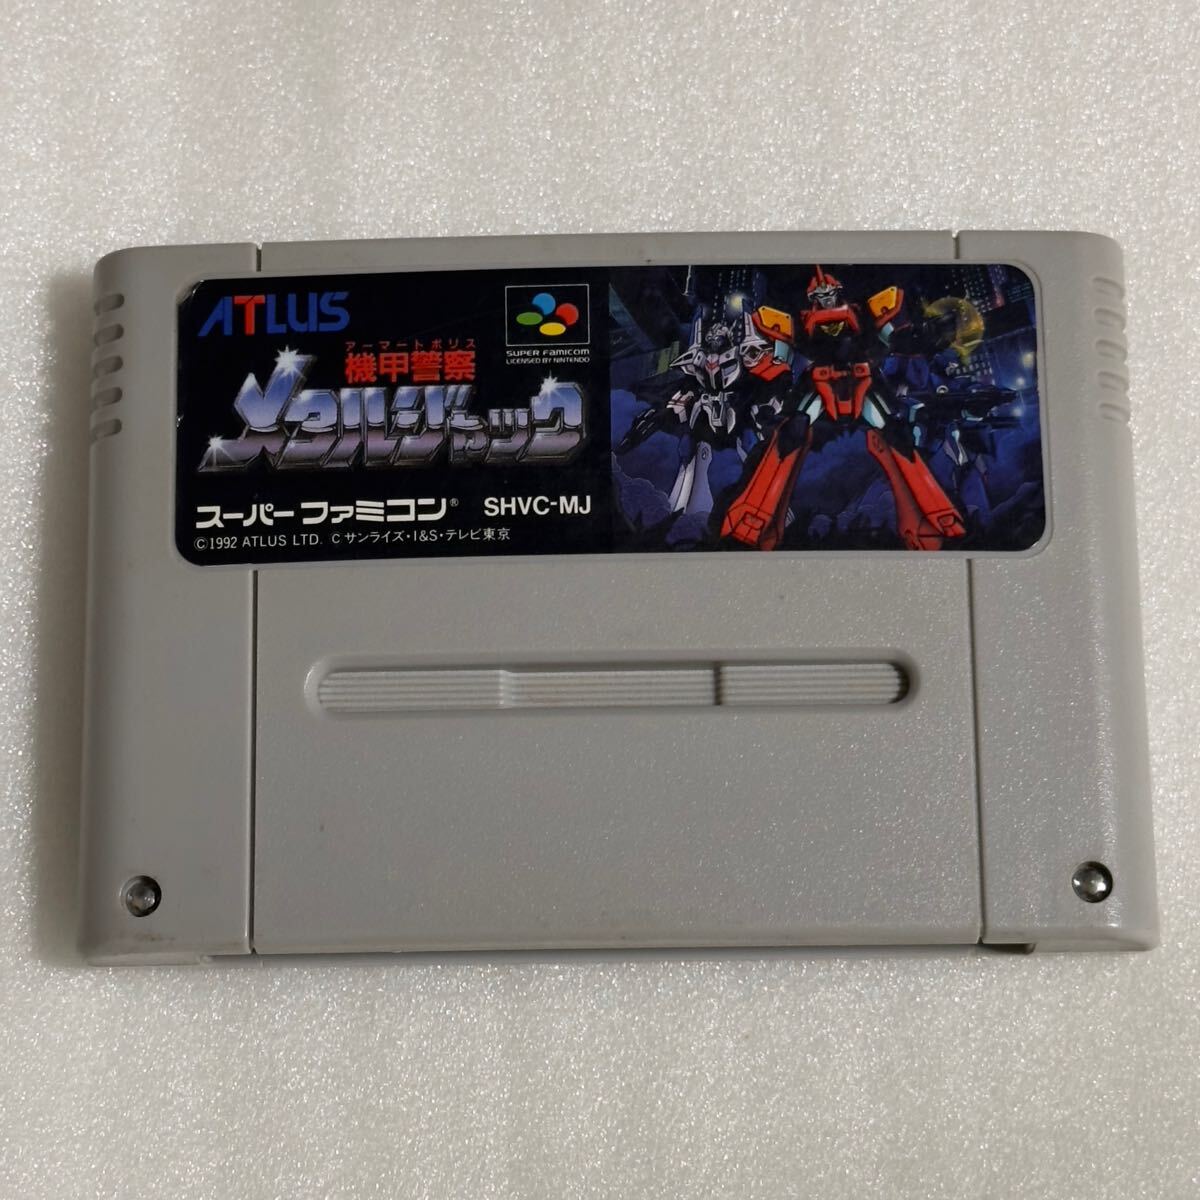 ATLUS
SUPER FAMICOM
LICENSED BY NINTENDO
アーマードポリス
機甲警察
メタルジャック
スーパーファミコン® SHVC-MJ
©1992 ATLUS LTD. C サンライズ・I&S・テレビ東京